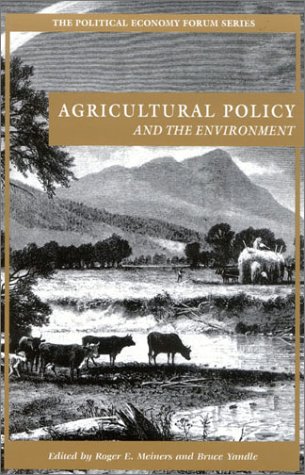 THE POLITICAL ECONOMY FORUM SERIES
AGRICULTURAL POLICY
AND THE ENVIRONMENT
Edited by Roger E. Meiners and Bruce Yandle